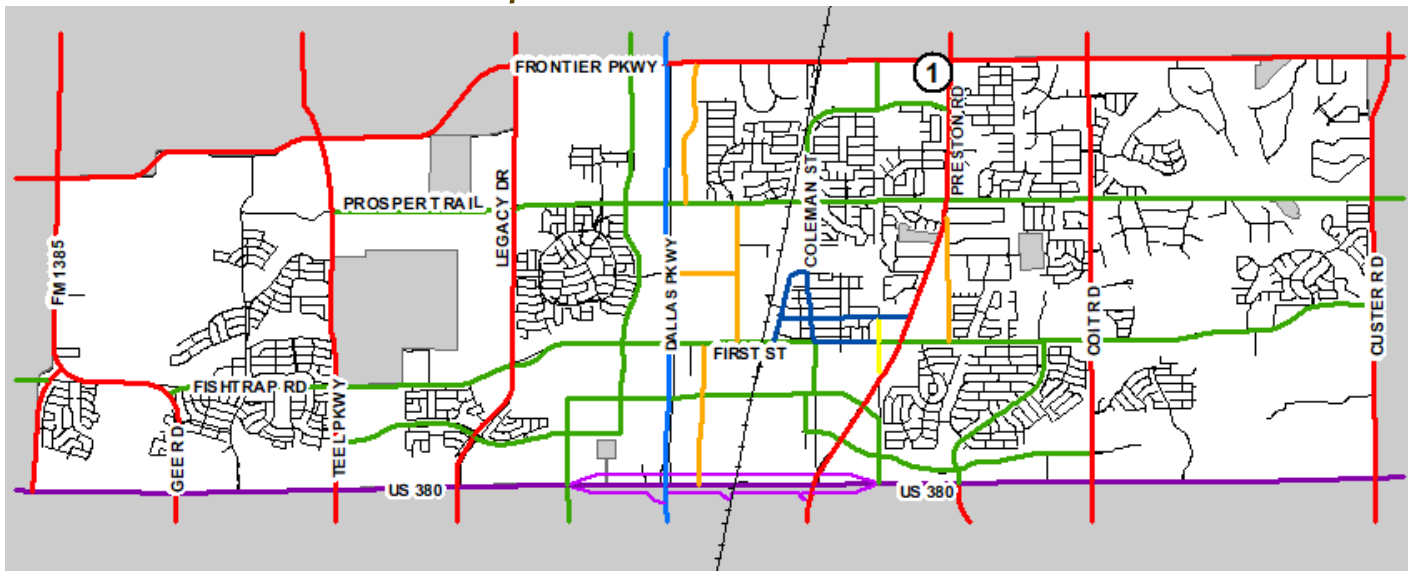 FRONTIER PKWY
1
PRESTON RD
COLEMAN ST
PROSPER TRAIL
LEGACY DR
FM 1385
DALLAS PKWY
COIT RD
CUSTER RD
FIRST ST
FISHTRAP RD
TEEL PKWY
GEE RD
US 380
US 380